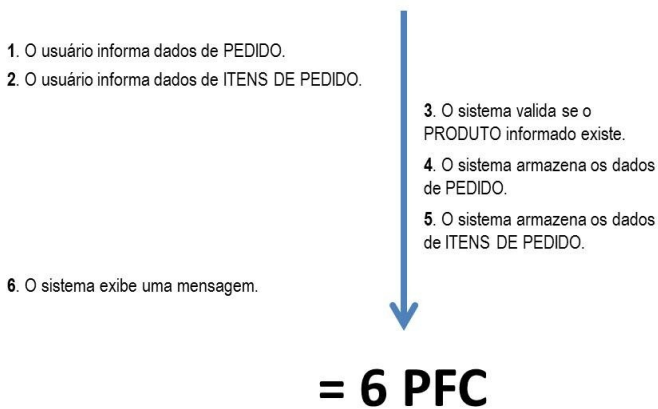 1. O usuário informa dados de PEDIDO.
2. O usuário informa dados de ITENS DE PEDIDO.
3. O sistema valida se o
PRODUTO informado existe.
4. O sistema armazena os dados
de PEDIDO.
5. O sistema armazena os dados
de ITENS DE PEDIDO.
6. O sistema exibe uma mensagem.
= 6 PFC